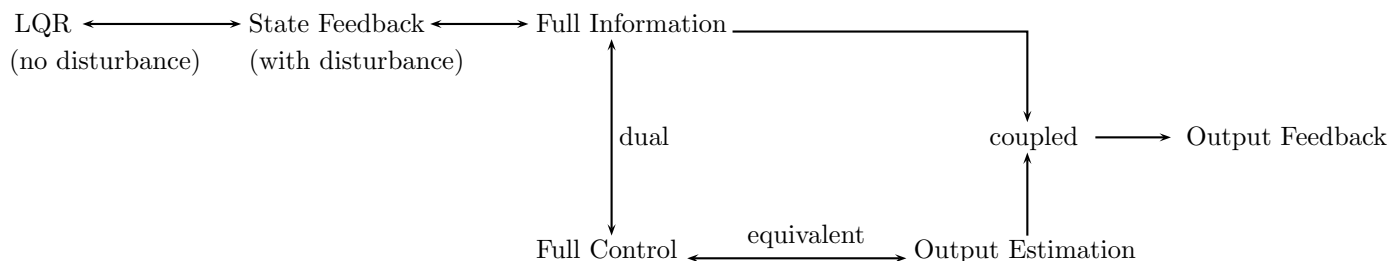 LQR
(no disturbance)
State Feedback
(with disturbance)
Full Information
dual
coupled
Output Feedback
Full Control
equivalent
Output Estimation